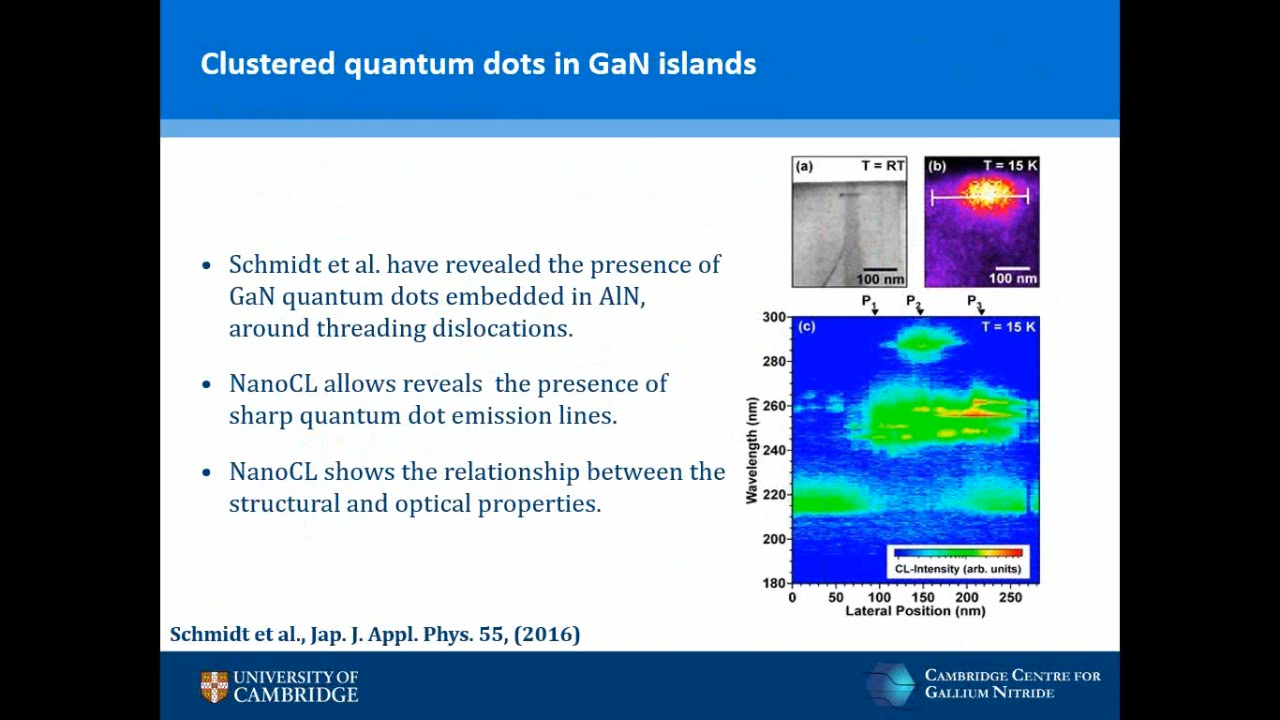 Clustered quantum dots in GaN islands
• Schmidt et al. have revealed the presence of
GaN quantum dots embedded in AlN,
around threading dislocations.
• NanoCL allows reveals  the presence of
sharp quantum dot emission lines.
• NanoCL shows the relationship between the
structural and optical properties.
(a) T = RT
100 nm
(b) T = 15 K
100 nm
P1 P2 P3
(c) T = 15 K
300
280
260
240
220
200
180
Wavelength (nm)
CL-Intensity (arb. units)
0 50 100 150 200 250
Lateral Position (nm)
Schmidt et al., Jap. J. Appl. Phys. 55, (2016)
UNIVERSITY OF
CAMBRIDGE
CAMBRIDGE CENTRE FOR
GALLIUM NITRIDE